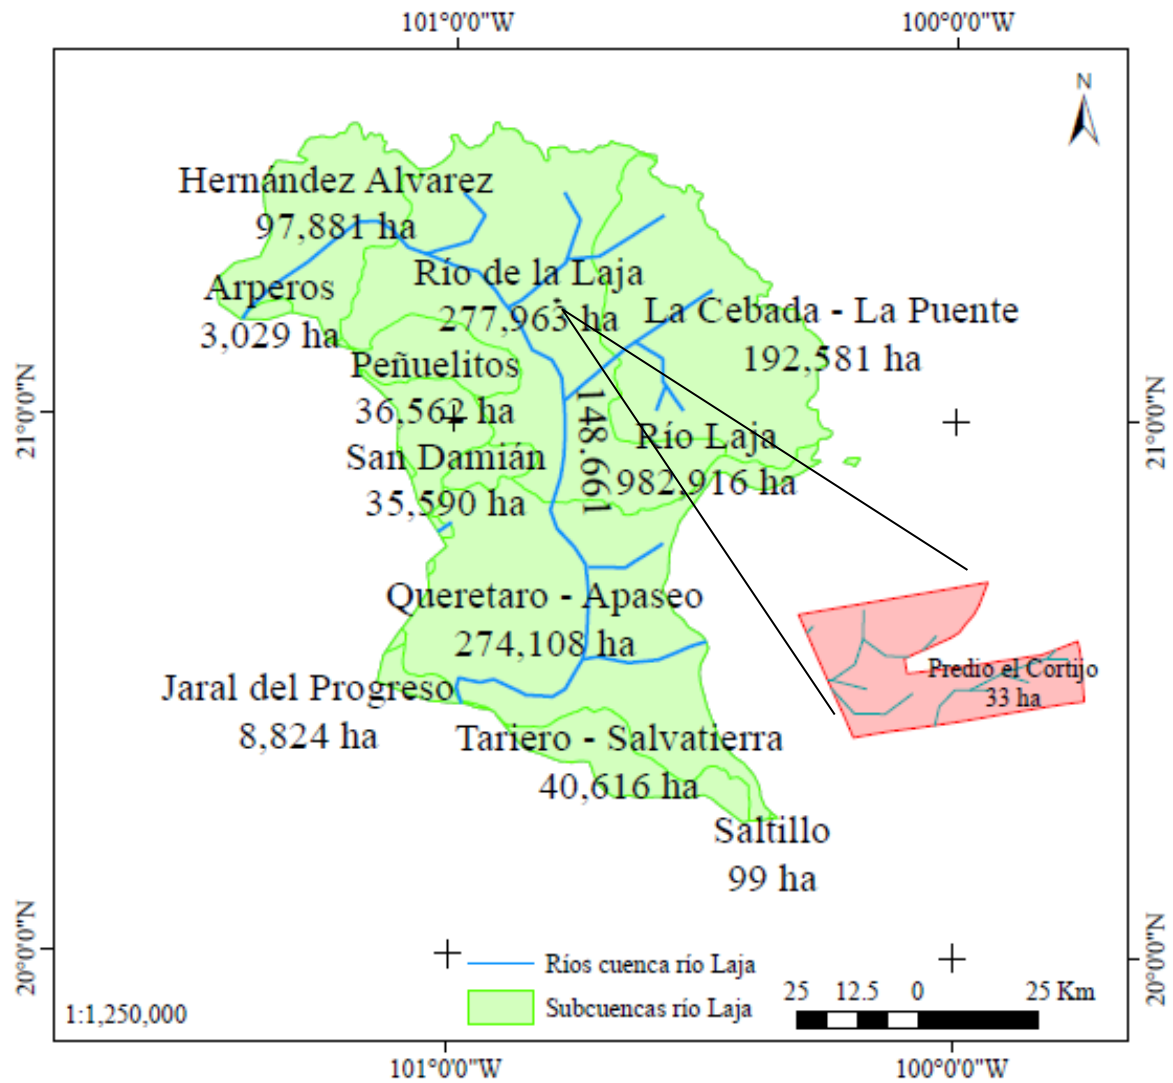 101°0'0"W
100°0'0"W
N
Hernández Alvarez
97,881 ha
Río de la Laja
277,963 ha
Arperos
3,029 ha
La Cebada - La Puente
192,581 ha
Peñuelitos
36,562 ha
21°0'0"N
21°0'0"N
148.661
Río Laja
982,916 ha
San Damián
35,590 ha
Queretaro - Apaseo
274,108 ha
Predio el Cortijo
33 ha
Jaral del Progreso
8,824 ha
Tariero - Salvatierra
40,616 ha
Saltillo
99 ha
20°0'0"N
20°0'0"N
Ríos cuenca río Laja
Subcuencas río Laja
25 12.5 0 25 Km
1:1,250,000
101°0'0"W
100°0'0"W